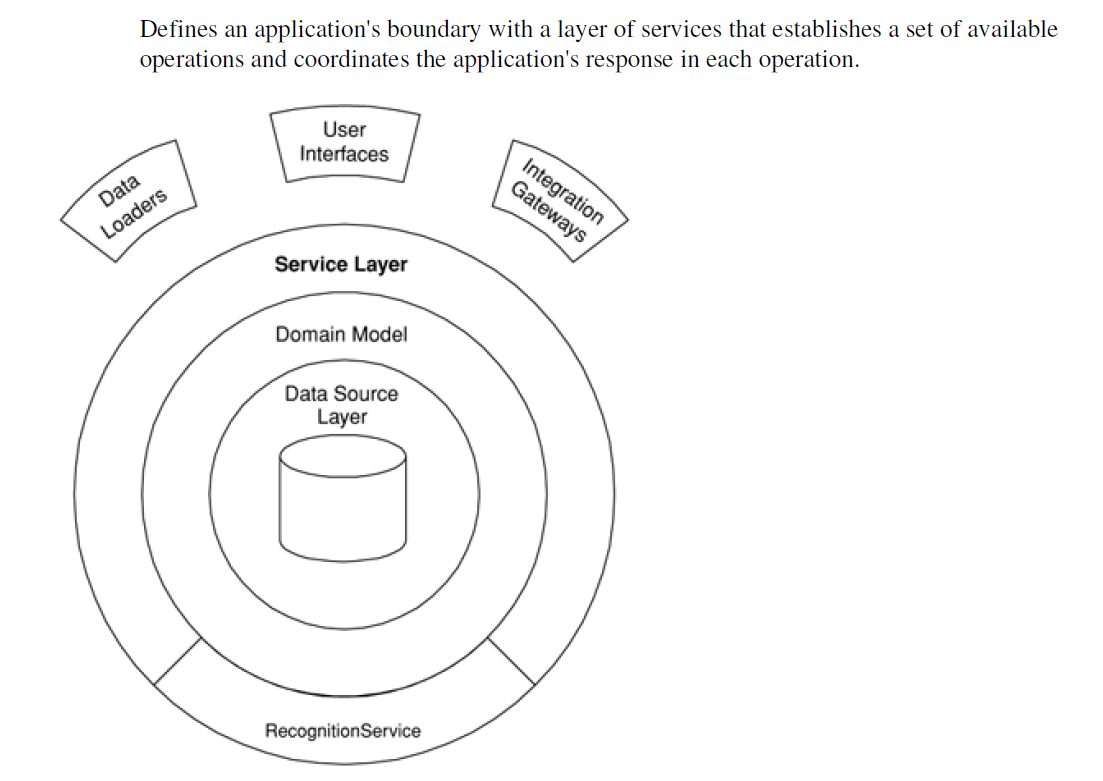 Defines an application's boundary with a layer of services that establishes a set of available
operations and coordinates the application's response in each operation.
User
Interfaces
Data
Loaders
Integration
Gateways
Service Layer
Domain Model
Data Source
Layer
RecognitionService